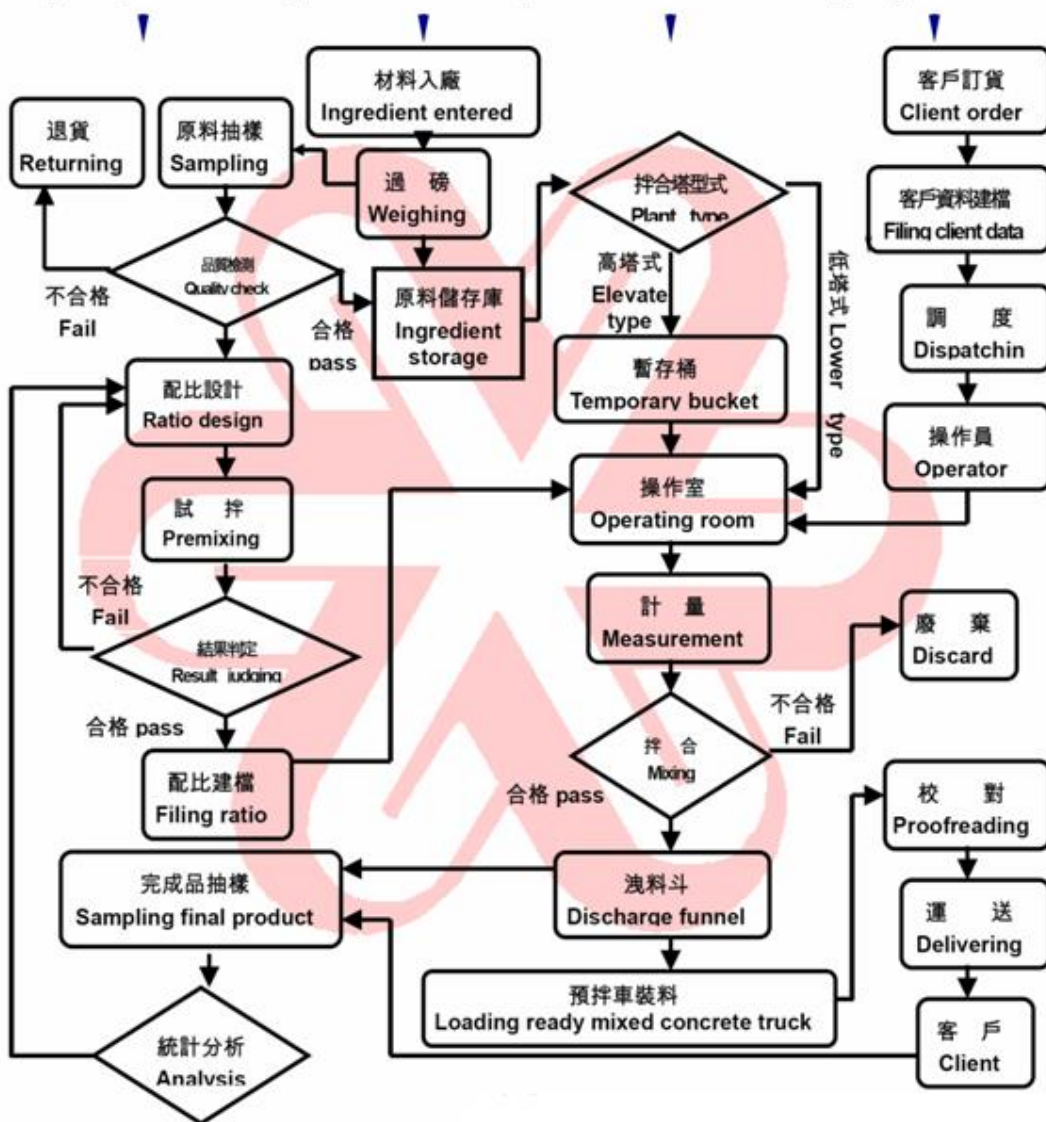 材料入廠
Ingredient entered
客戶訂貨
Client order
退貨
Returning
原料抽樣
Sampling
過 磅
Weighing
拌合塔型式
Plant type
客戶資料建檔
Filing client data
品質檢測
Quality check
不合格
Fail
合格
pass
原料儲存庫
Ingredient
storage
高塔式
Elevate
type
低塔式 Lower type
調 度
Dispatchin
配比設計
Ratio design
暫存桶
Temporary bucket
操作員
Operator
試 拌
Premixing
操作室
Operating room
不合格
Fail
結果判定
Result judging
計 量
Measurement
廢 棄
Discard
合格 pass
拌 合
Mixing
不合格
Fail
配比建檔
Filing ratio
合格 pass
校 對
Proofreading
完成品抽樣
Sampling final product
洩料斗
Discharge funnel
運 送
Delivering
預拌車裝料
Loading ready mixed concrete truck
統計分析
Analysis
客 戶
Client